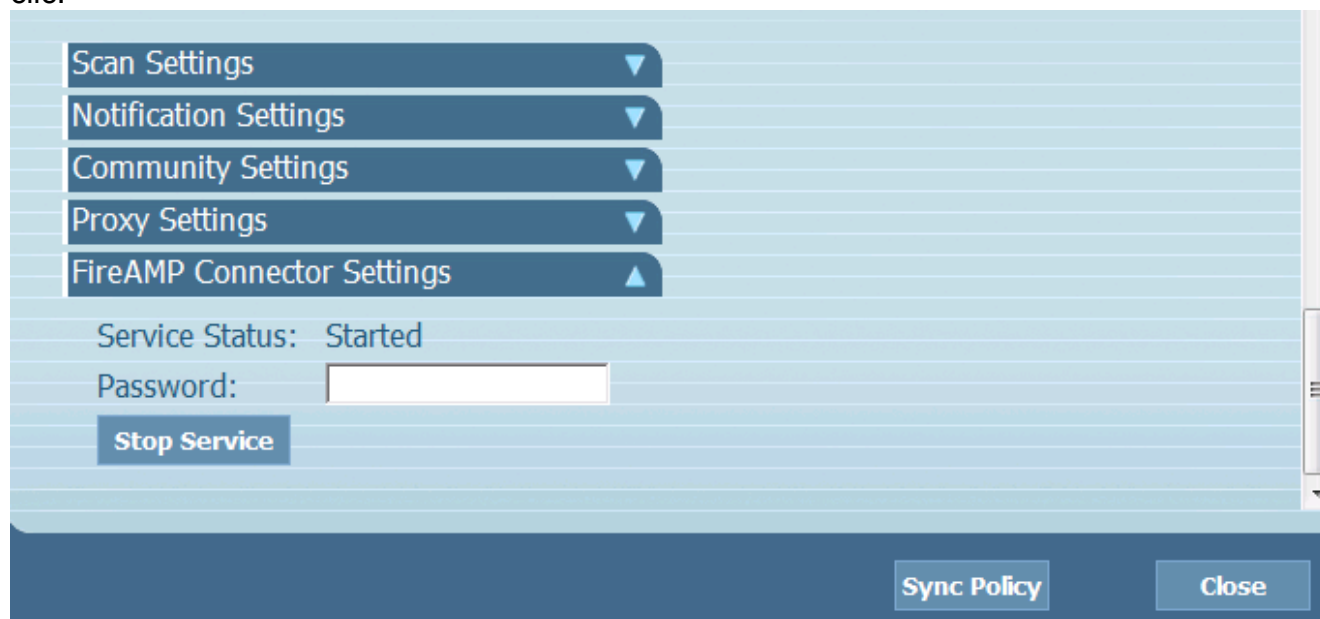 Scan Settings
Notification Settings
Community Settings
Proxy Settings
FireAMP Connector Settings
Service Status: Started
Password:
Stop Service
Sync Policy Close